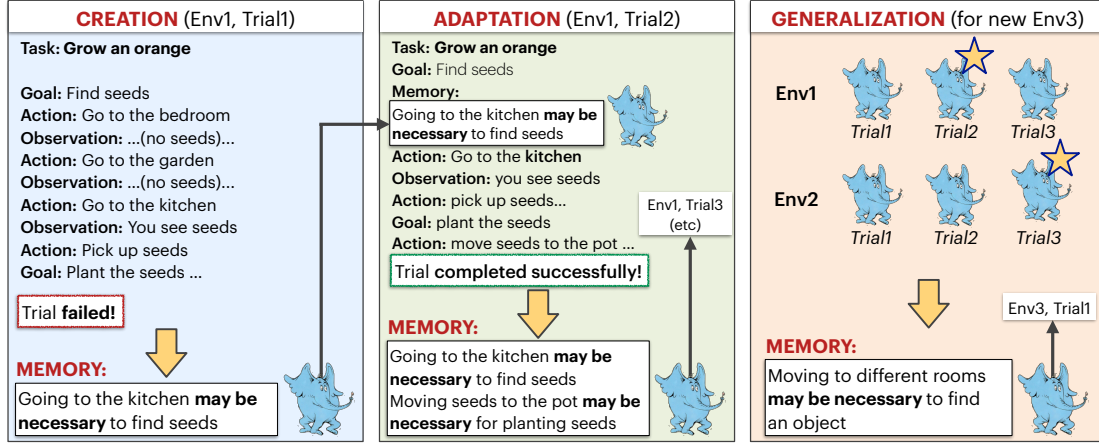 CREATION (Env1, Trial1)
Task: Grow an orange
Goal: Find seeds
Action: Go to the bedroom
Observation: ...(no seeds)...
Action: Go to the garden
Observation: ...(no seeds)...
Action: Go to the kitchen
Observation: You see seeds
Action: Pick up seeds
Goal: Plant the seeds ...
Trial failed!
MEMORY:
Going to the kitchen may be
necessary to find seeds
ADAPTATION (Env1, Trial2)
Task: Grow an orange
Goal: Find seeds
Memory:
Going to the kitchen may be
necessary to find seeds
Action: Go to the kitchen
Observation: you see seeds
Action: pick up seeds...
Goal: plant the seeds
Action: move seeds to the pot ...
Trial completed successfully!
Env1, Trial3
(etc)
MEMORY:
Going to the kitchen may be
necessary to find seeds
Moving seeds to the pot may be
necessary for planting seeds
GENERALIZATION (for new Env3)
Env1
Trial1 Trial2 Trial3
Env2
Trial1 Trial2 Trial3
Env3, Trial1
MEMORY:
Moving to different rooms
may be necessary to find
an object